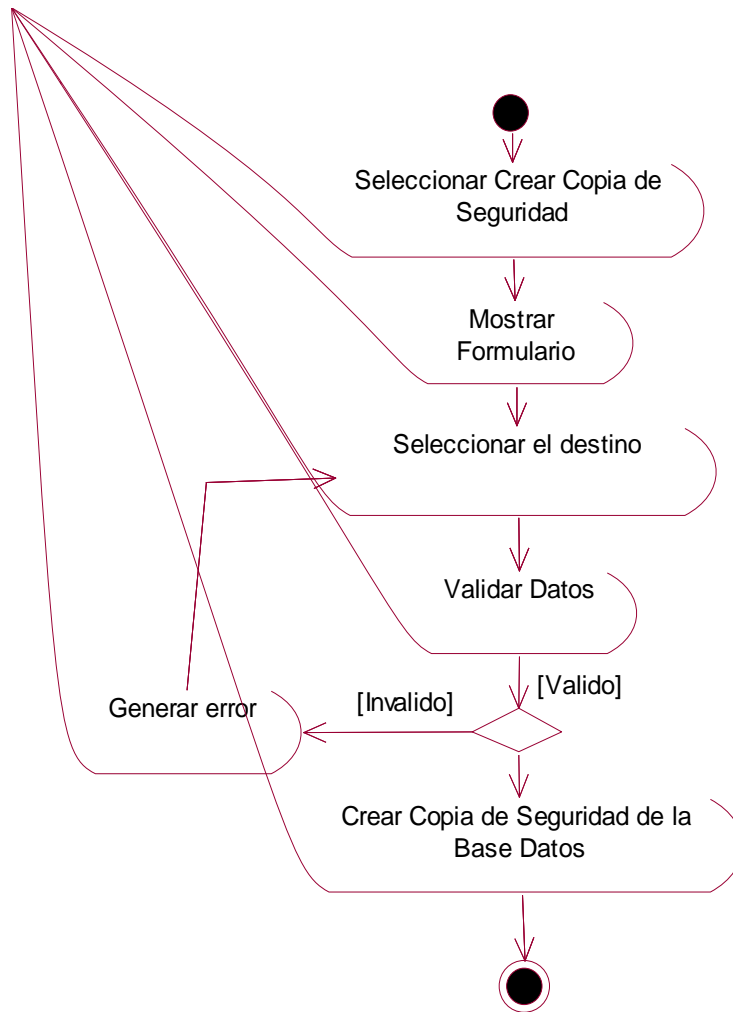 Seleccionar Crear Copia de
Seguridad
Mostrar
Formulario
Seleccionar el destino
Validar Datos
[Valido]
[Invalido]
Generar error
Crear Copia de Seguridad de la
Base Datos